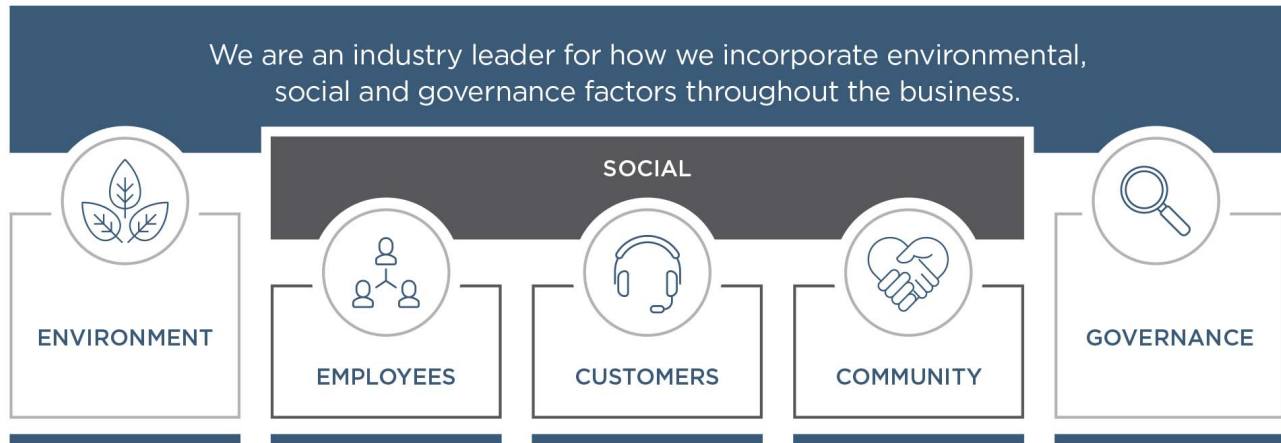 We are an industry leader for how we incorporate environmental,
social and governance factors throughout the business.
SOCIAL
ENVIRONMENT
EMPLOYEES
CUSTOMERS
COMMUNITY
GOVERNANCE